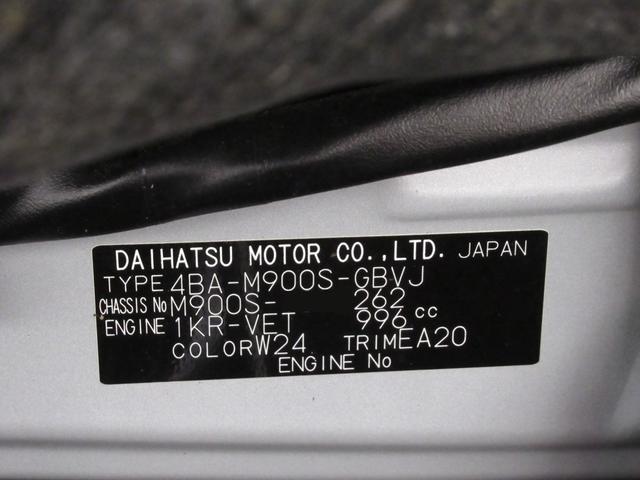 DAIHATSU MOTOR CO.,LTD. JAPAN
TYPE 4BA-M900S-GBVJ
CHASSIS No M900S- 262
ENGINE 1KR-VET 996 cc
COLOR W24 TRIM EA20
ENGINE No